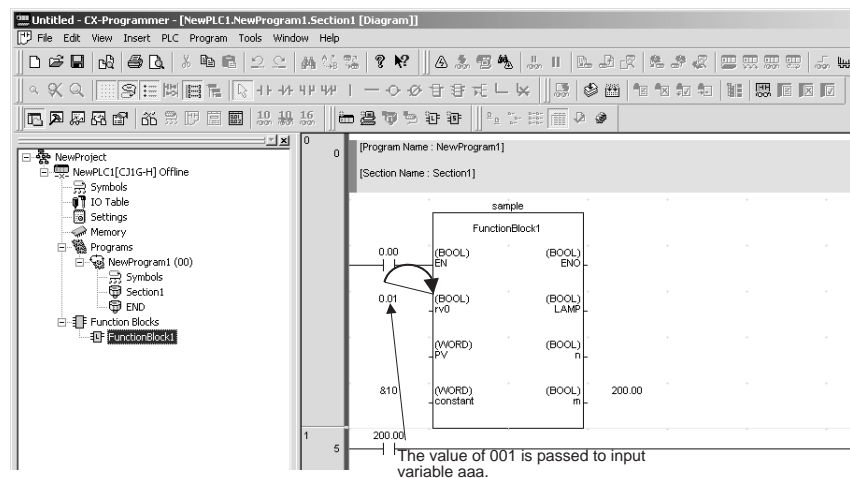 Untitled - CX-Programmer - [NewPLC1.NewProgram1.Section1 [Diagram]]
File Edit View Insert PLC Program Tools Window Help
10 10 16
NewProject
NewPLC1[CJ1G-H] Offline
Symbols
IO Table
Settings
Memory
Programs
NewProgram1 (00)
Symbols
Section1
END
Function Blocks
FunctionBlock1
0
0
[Program Name : NewProgram1]
[Section Name : Section1]
sample
FunctionBlock1
0.00
(BOOL)
EN
(BOOL)
ENO
0.01
(BOOL)
rv0
(BOOL)
LAMP
(WORD)
PV
(BOOL)
n
&10
(WORD)
constant
(BOOL)
m
200.00
1
5
200.00
The value of 001 is passed to input
variable aaa.